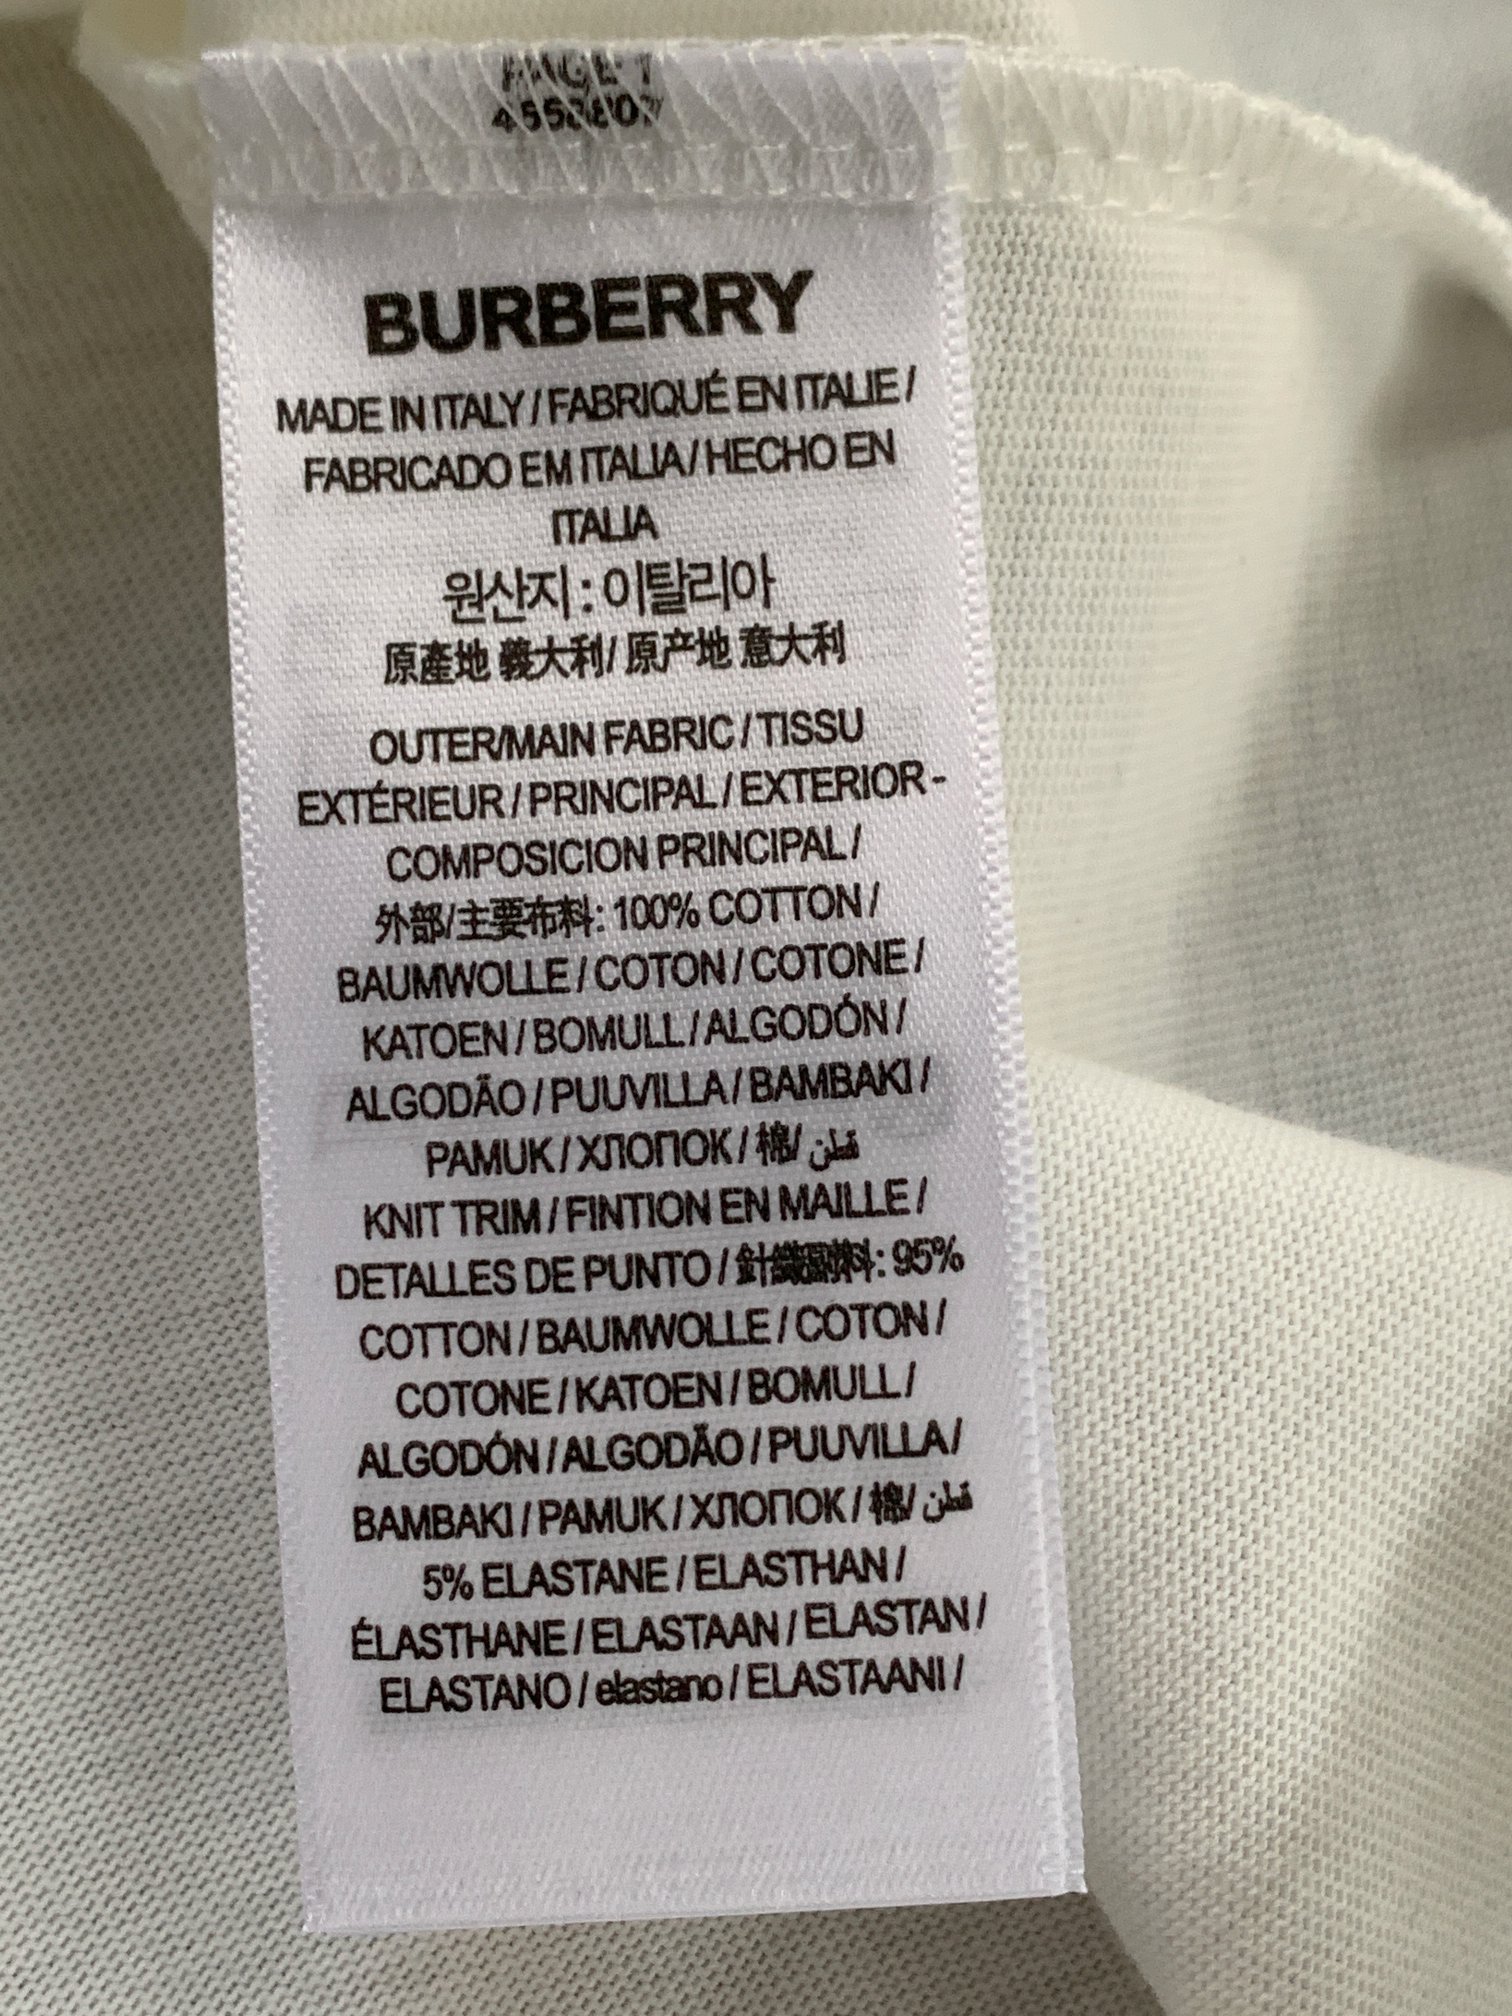 PAGE 1
BURBERRY
MADE IN ITALY / FABRIQUÉ EN ITALIE /
FABRICADO EM ITALIA / HECHO EN
ITALIA
원산지 : 이탈리아
原產地 義大利/ 原产地 意大利
OUTER/MAIN FABRIC / TISSU
EXTÉRIEUR / PRINCIPAL / EXTERIOR -
COMPOSICION PRINCIPAL /
外部/主要布料: 100% COTTON /
BAUMWOLLE / COTON / COTONE /
KATOEN / BOMULL / ALGODÓN /
ALGODÃO / PUUVILLA / BAMBAKI /
PAMUK / ХЛОПОК / 棉/ قطن
KNIT TRIM / FINTION EN MAILLE /
DETALLES DE PUNTO / 針織副料: 95%
COTTON / BAUMWOLLE / COTON /
COTONE / KATOEN / BOMULL /
ALGODÓN / ALGODÃO / PUUVILLA /
BAMBAKI / PAMUK / ХЛОПОК / 棉/ قطن
5% ELASTANE / ELASTHAN /
ÉLASTHANE / ELASTAAN / ELASTAN /
ELASTANO / elastano / ELASTAANI /